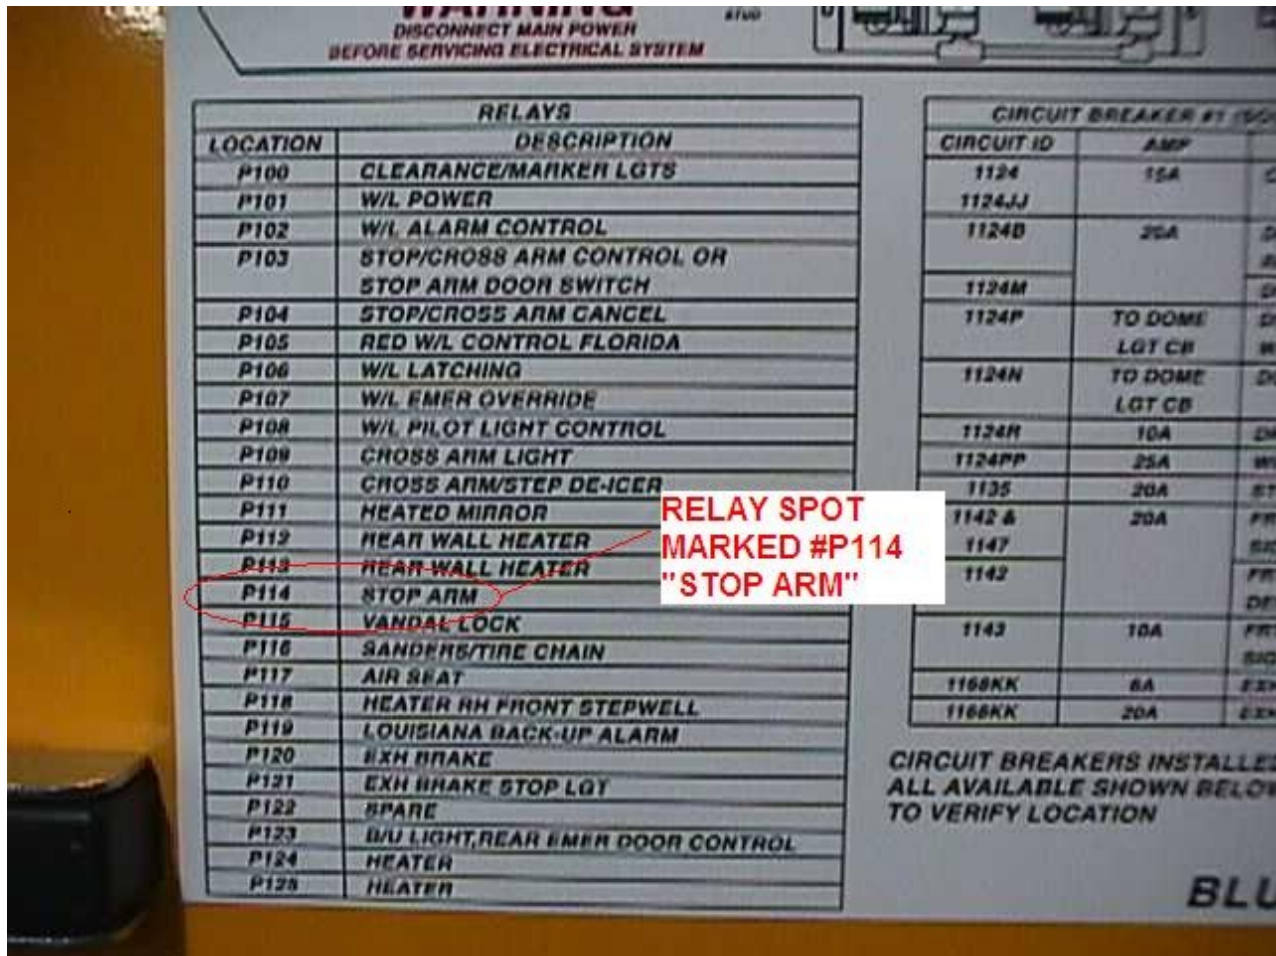 WARNING
DISCONNECT MAIN POWER
BEFORE SERVICING ELECTRICAL SYSTEM
STUD
RELAYS
LOCATION DESCRIPTION
P100 CLEARANCE/MARKER LGTS
P101 W/L POWER
P102 W/L ALARM CONTROL
P103 STOP/CROSS ARM CONTROL OR
STOP ARM DOOR SWITCH
P104 STOP/CROSS ARM CANCEL
P105 RED W/L CONTROL FLORIDA
P106 W/L LATCHING
P107 W/L EMER OVERRIDE
P108 W/L PILOT LIGHT CONTROL
P109 CROSS ARM LIGHT
P110 CROSS ARM/STEP DE-ICER
P111 HEATED MIRROR
P112 REAR WALL HEATER
P113 REAR WALL HEATER
P114 STOP ARM
P115 VANDAL LOCK
P116 SANDERS/TIRE CHAIN
P117 AIR SEAT
P118 HEATER RH FRONT STEPWELL
P119 LOUISIANA BACK-UP ALARM
P120 EXH BRAKE
P121 EXH BRAKE STOP LGT
P122 SPARE
P123 B/U LIGHT,REAR EMER DOOR CONTROL
P124 HEATER
P125 HEATER
RELAY SPOT
MARKED #P114
"STOP ARM"
CIRCUIT BREAKER #1
CIRCUIT ID AMP
1124 15A
1124JJ
1124B 20A
1124M
1124P TO DOME
LGT CB
1124N TO DOME
LGT CB
1124R 10A
1124PP 25A
1135 20A
1142 & 20A
1147
1142
1143 10A
1168KK 6A
1168KK 20A
CIRCUIT BREAKERS INSTALLED
ALL AVAILABLE SHOWN BELOW
TO VERIFY LOCATION
BLU